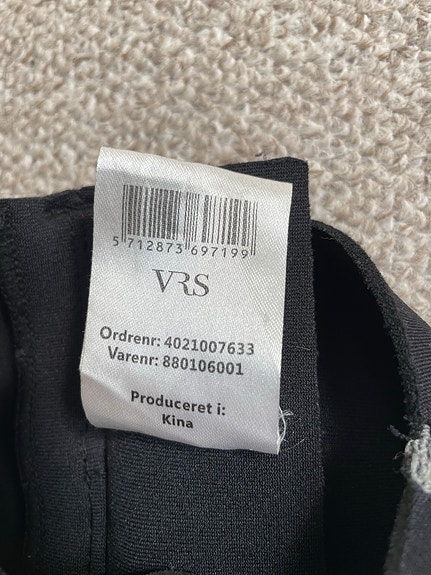 5 712873 697199
VRS
Ordrenr: 4021007633
Varenr: 880106001
Produceret i:
Kina